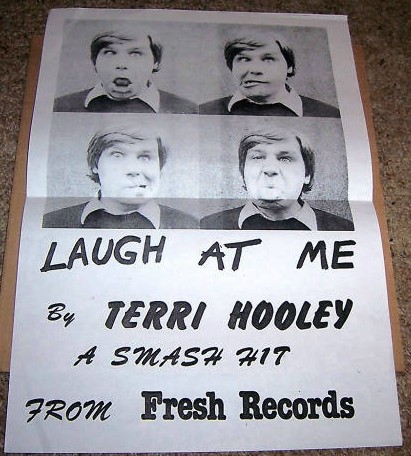 LAUGH AT ME
By TERRI HOOLEY
A SMASH HIT
FROM Fresh Records